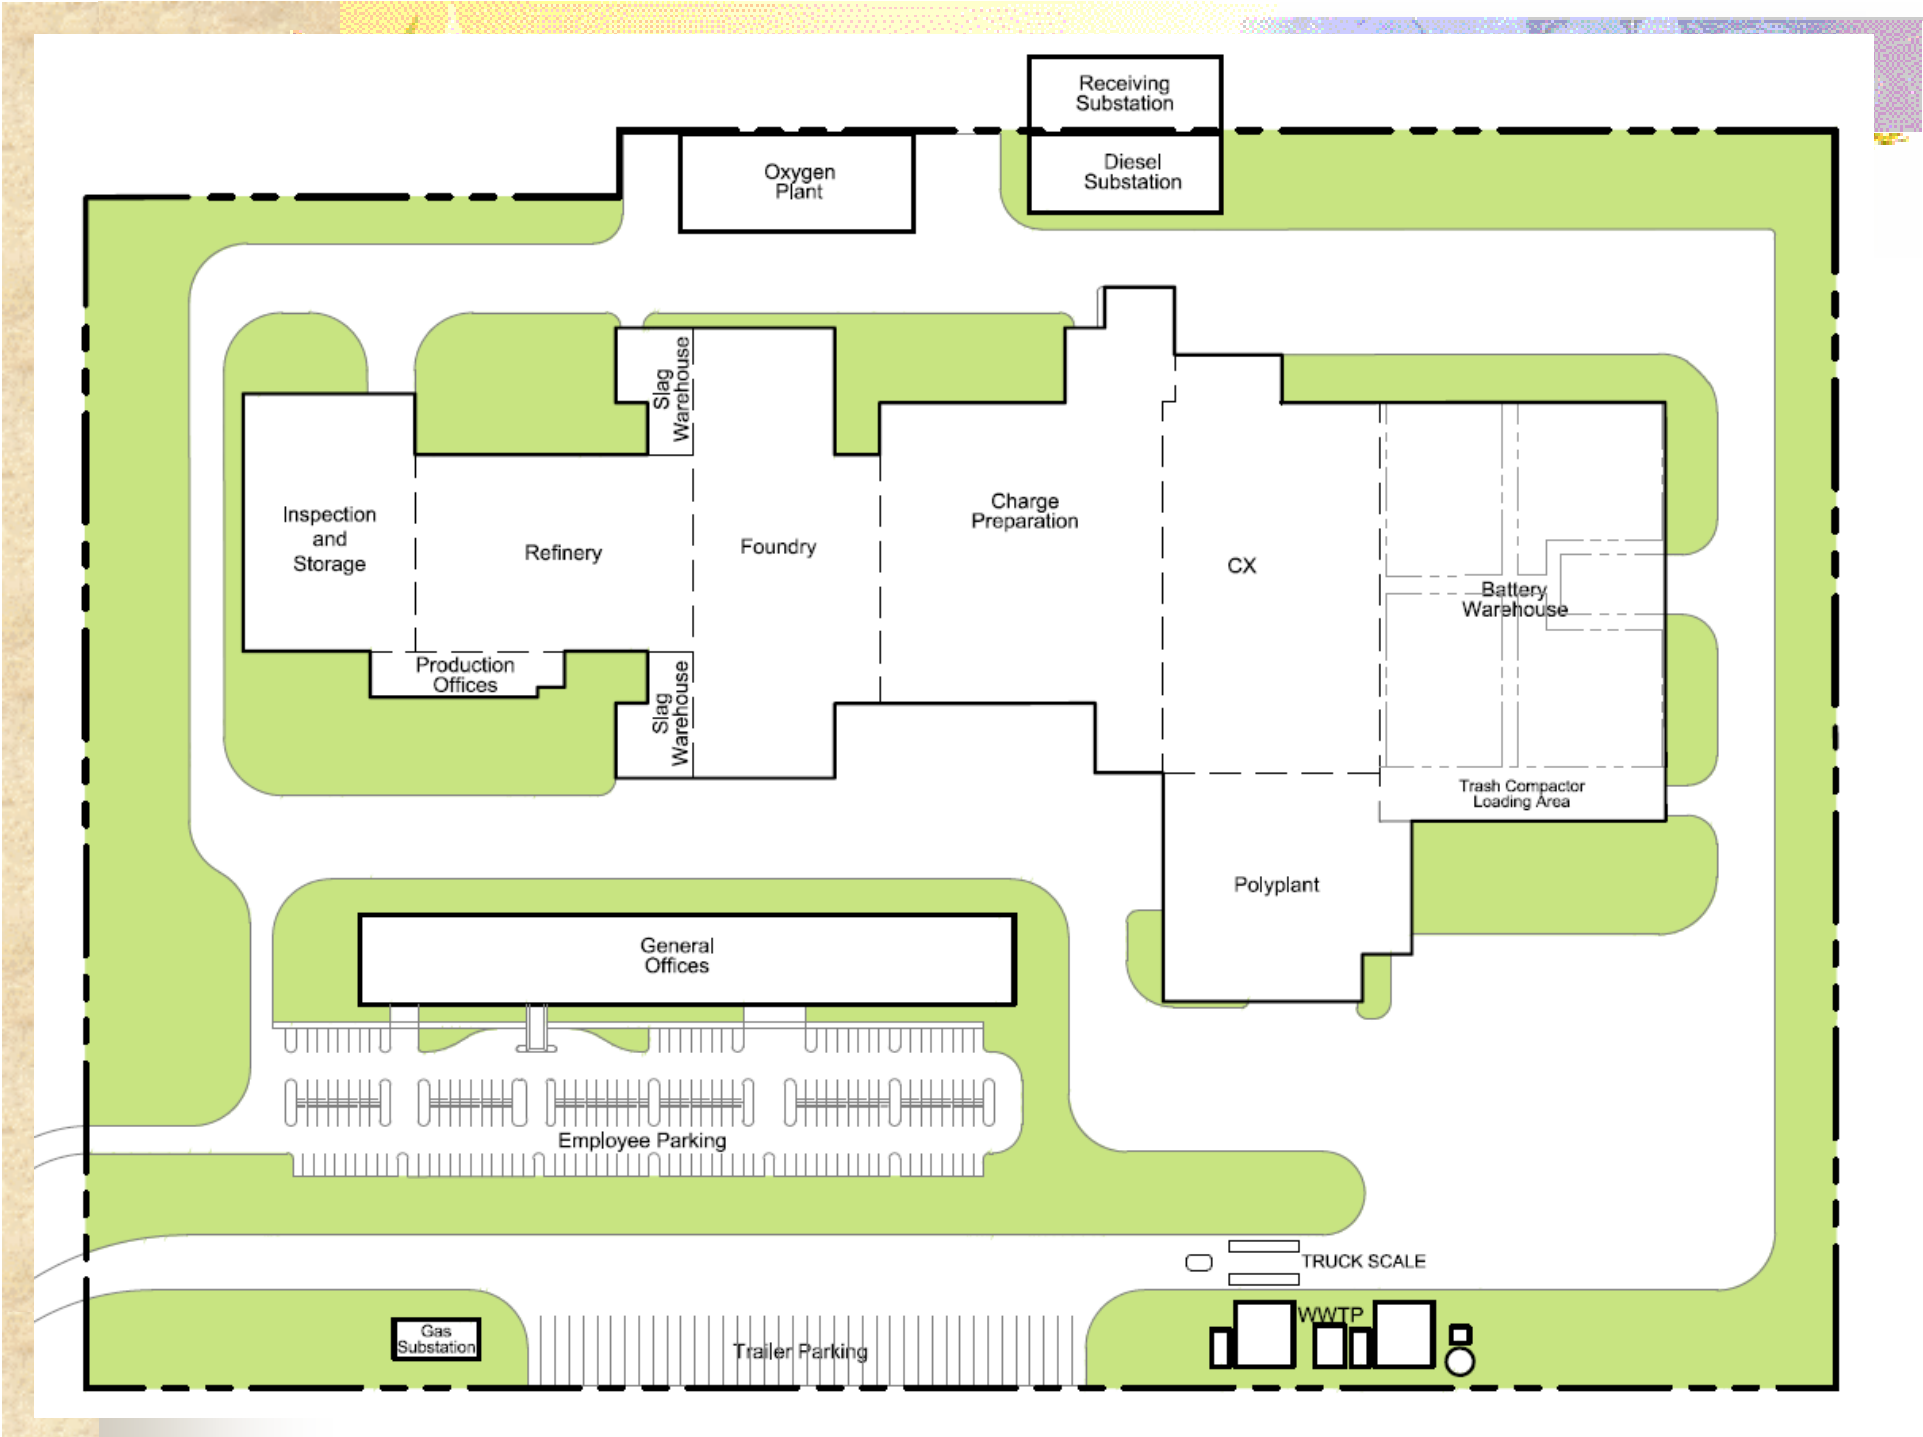 Receiving
Substation
Diesel
Substation
Oxygen
Plant
Slag
Warehouse
Inspection
and
Storage
Refinery
Foundry
Charge
Preparation
CX
Battery
Warehouse
Production
Offices
Slag
Warehouse
Trash Compactor
Loading Area
Polyplant
General
Offices
Employee Parking
TRUCK SCALE
WWTP
Gas
Substation
Trailer Parking